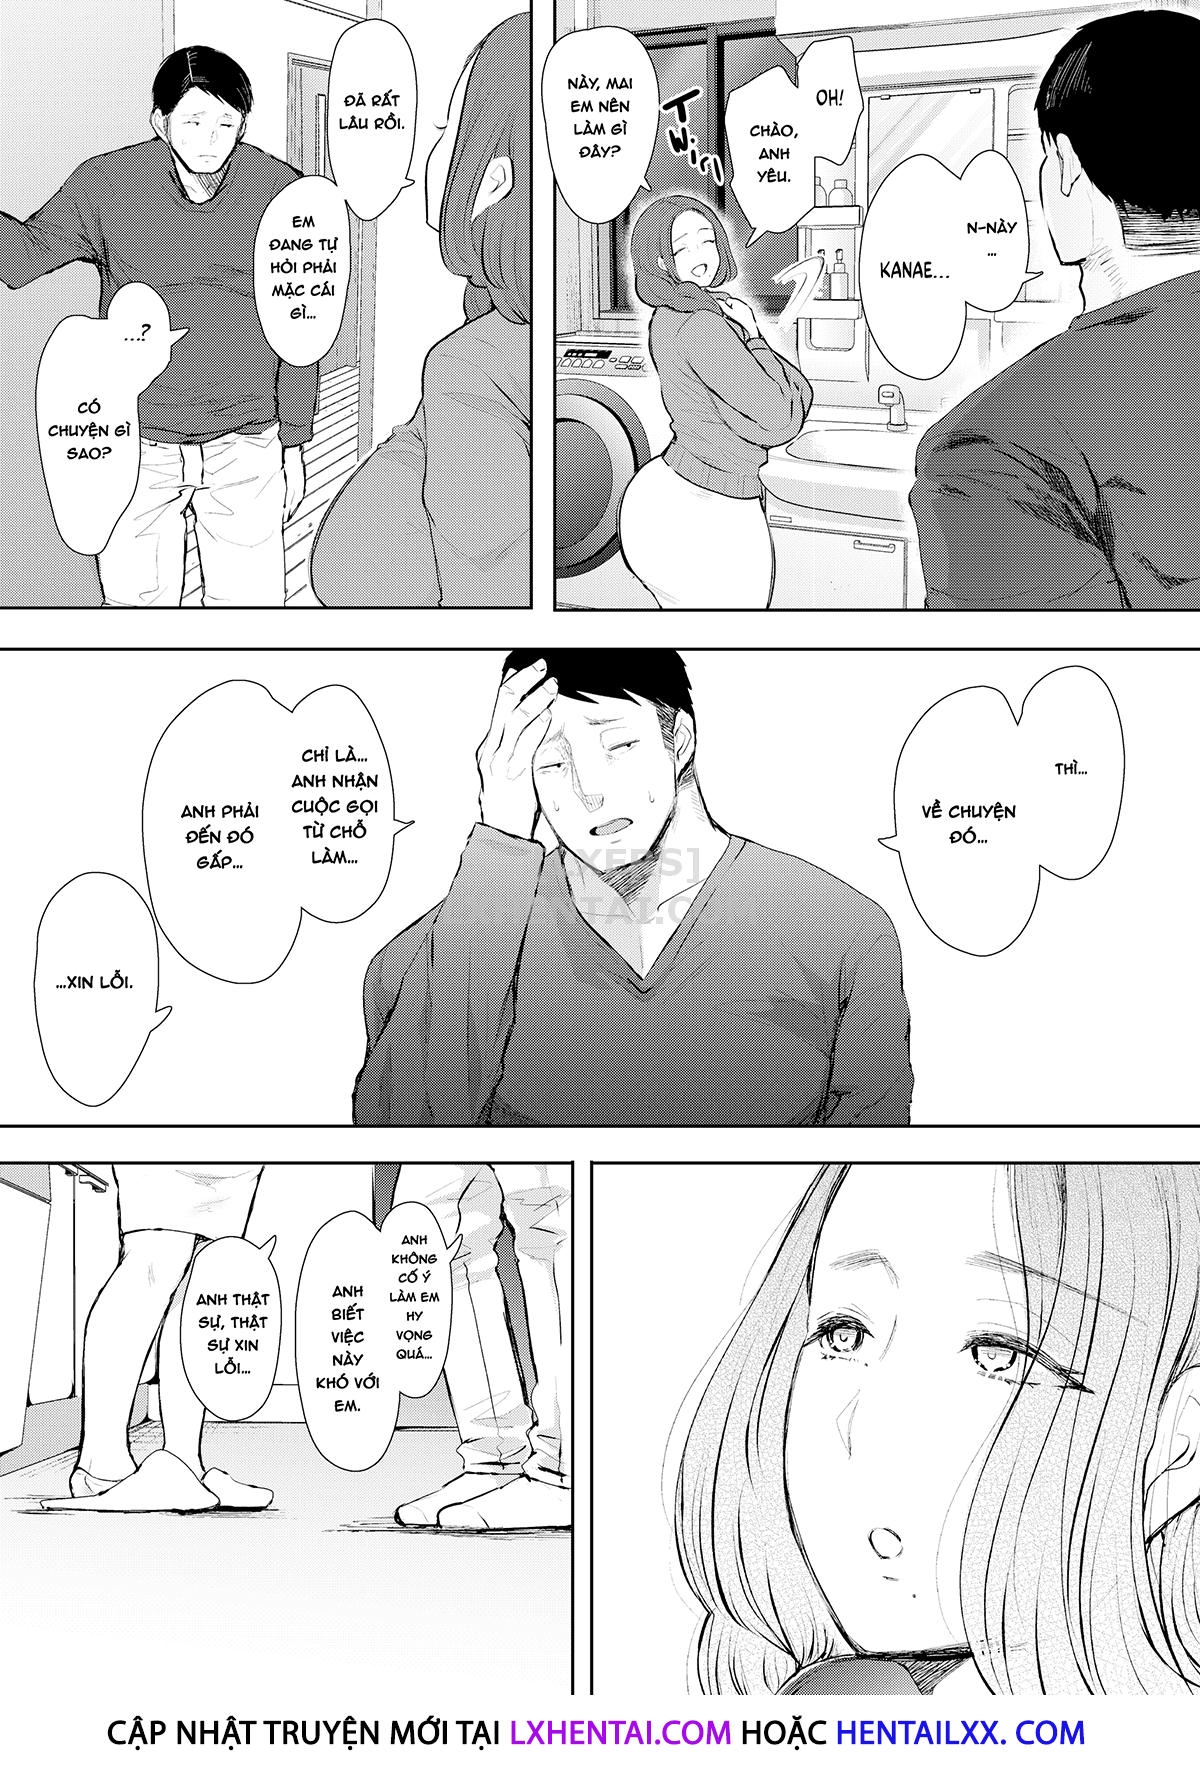 N-NÀY
...
KANAE...
OH!
CHÀO,
ANH
YÊU.
TWIRL
NÀY, MAI
EM NÊN
LÀM GÌ
ĐÂY?
ĐÃ RẤT
LÂU RỒI.
EM
ĐANG TỰ
HỎI PHẢI
MẶC CÁI
GÌ...
...?
CÓ
CHUYỆN GÌ
SAO?
THÌ...
VỀ CHUYỆN
ĐÓ...
CHỈ LÀ...
ANH NHẬN
CUỘC GỌI
TỪ CHỖ
LÀM...
ANH PHẢI
ĐẾN ĐÓ
GẤP...
...XIN LỖI.
ANH
KHÔNG
CỐ Ý
LÀM EM
HY
VỌNG
QUÁ...
ANH
BIẾT
VIỆC
NÀY
KHÓ VỚI
EM.
ANH THẬT
SỰ, THẬT
SỰ XIN
LỖI...
CẬP NHẬT TRUYỆN MỚI TẠI LXHENTAI.COM HOẶC HENTAILXX. COM